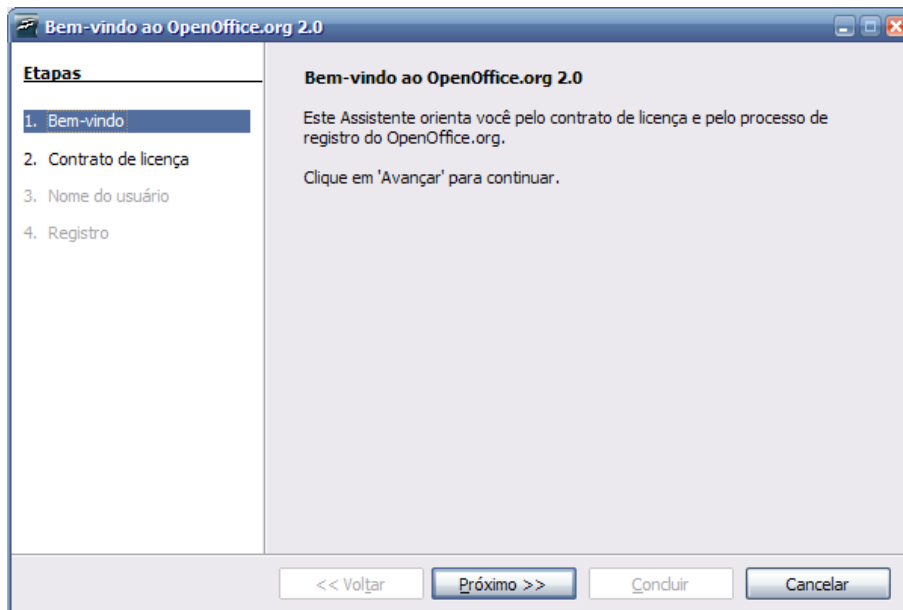 Bem-vindo ao OpenOffice.org 2.0
Etapas
1. Bem-vindo
2. Contrato de licença
3. Nome do usuário
4. Registro
Bem-vindo ao OpenOffice.org 2.0
Este Assistente orienta você pelo contrato de licença e pelo processo de
registro do OpenOffice.org.
Clique em 'Avançar' para continuar.
<< Voltar
Próximo >>
Concluir
Cancelar